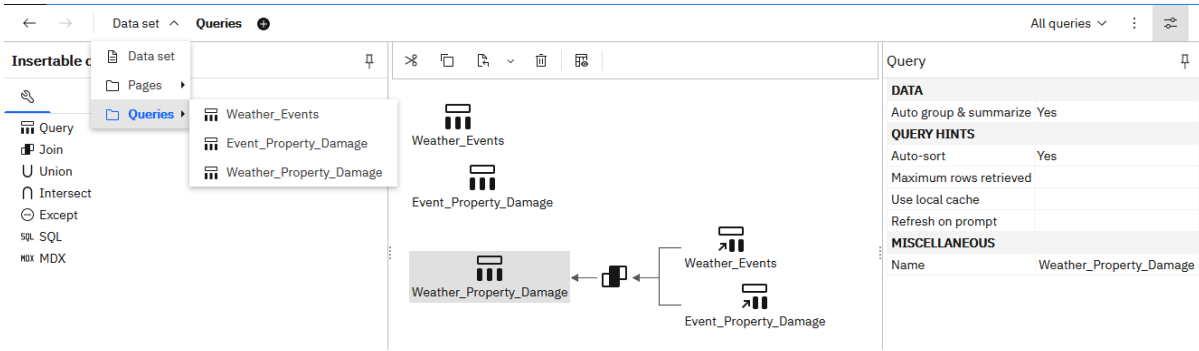 Data set
Queries
All queries
Insertable o
Data set
Pages
Queries
Weather_Events
Event_Property_Damage
Weather_Property_Damage
Query
Join
Union
Intersect
Except
SQL SQL
MDX MDX
Weather_Events
Event_Property_Damage
Weather_Property_Damage
Weather_Events
Event_Property_Damage
Query
DATA
Auto group & summarize Yes
QUERY HINTS
Auto-sort Yes
Maximum rows retrieved
Use local cache
Refresh on prompt
MISCELLANEOUS
Name Weather_Property_Damage